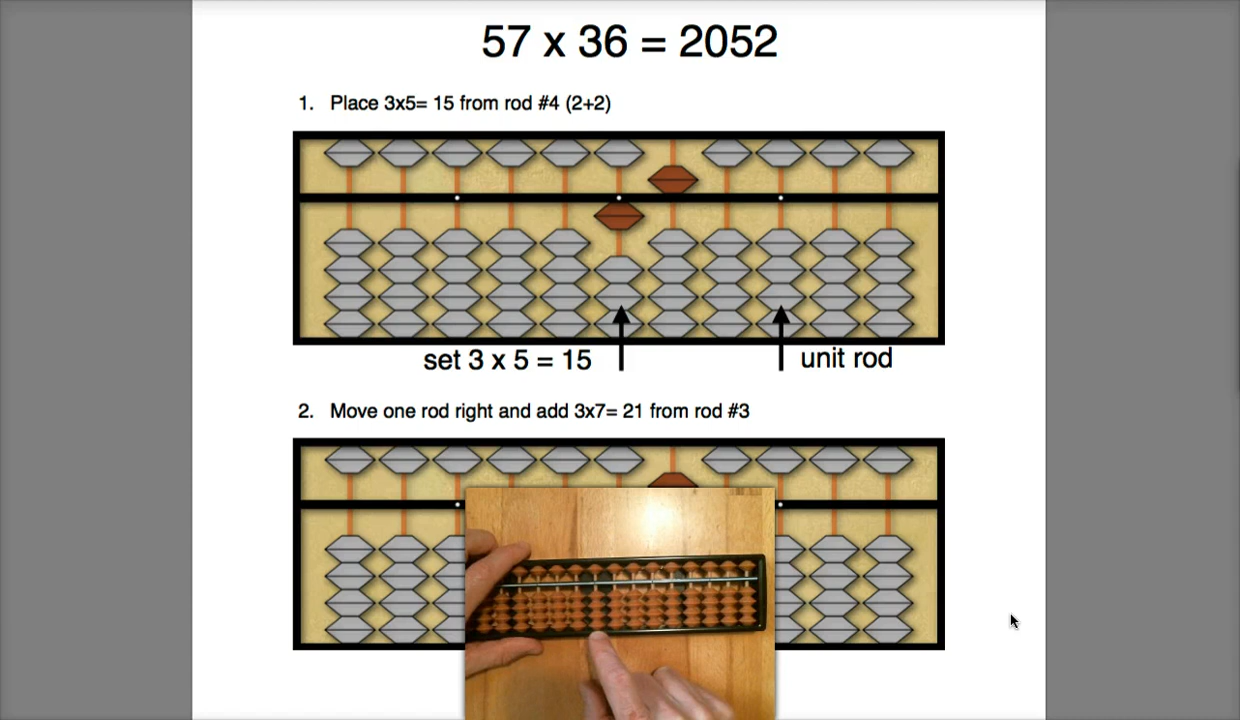 57 x 36 = 2052
1. Place 3x5= 15 from rod #4 (2+2)
set 3 x 5 = 15
unit rod
2. Move one rod right and add 3x7= 21 from rod #3